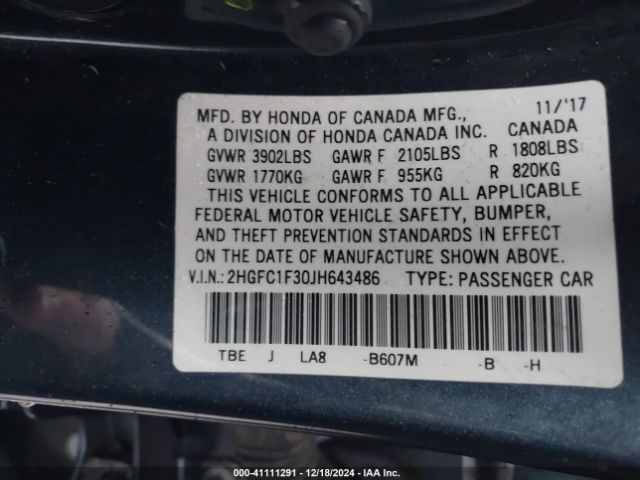 MFD. BY HONDA OF CANADA MFG., 11/'17
A DIVISION OF HONDA CANADA INC. CANADA
GVWR 3902LBS GAWR F 2105LBS R 1808LBS
GVWR 1770KG GAWR F 955KG R 820KG
THIS VEHICLE CONFORMS TO ALL APPLICABLE
FEDERAL MOTOR VEHICLE SAFETY, BUMPER,
AND THEFT PREVENTION STANDARDS IN EFFECT
ON THE DATE OF MANUFACTURE SHOWN ABOVE.
V.I.N.: 2HGFC1F30JH643486 TYPE: PASSENGER CAR
TBE J LA8 -B607M -B -H
000-41111291 - 12/18/2024 - IAA Inc.